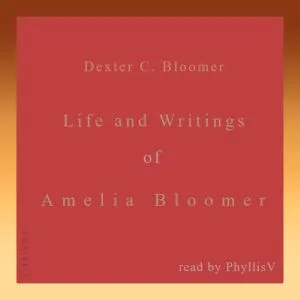 Dexter C. Bloomer
Life and Writings
of
Amelia Bloomer
read by PhyllisV